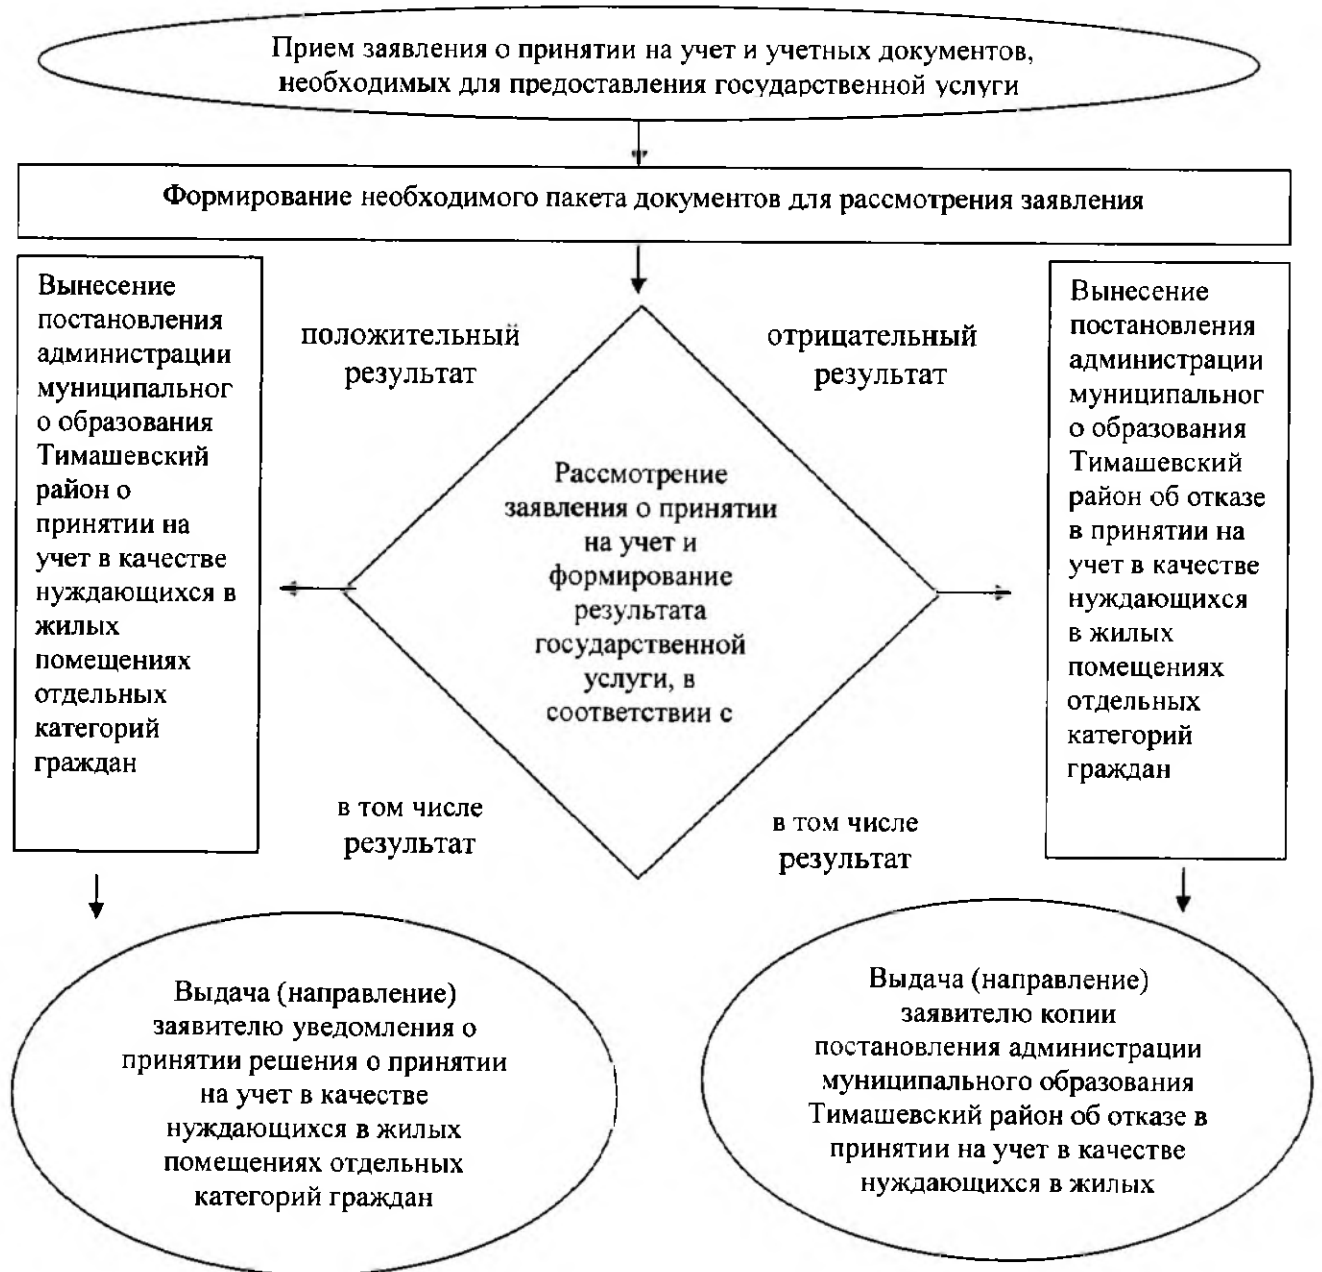 Прием заявления о принятии на учет и учетных документов,
необходимых для предоставления государственной услуги
Формирование необходимого пакета документов для рассмотрения заявления
Вынесение
постановления
администрации
муниципальног
о образования
Тимашевский
район о
принятии на
учет в качестве
нуждающихся в
жилых
помещениях
отдельных
категорий
граждан
положительный
результат
отрицательный
результат
Рассмотрение
заявления о принятии
на учет и
формирование
результата
государственной
услуги, в
соответствии с
Вынесение
постановления
администрации
муниципальног
о образования
Тимашевский
район об отказе
в принятии на
учет в качестве
нуждающихся
в жилых
помещениях
отдельных
категорий
граждан
в том числе
результат
в том числе
результат
Выдача (направление)
заявителю уведомления о
принятии решения о принятии
на учет в качестве
нуждающихся в жилых
помещениях отдельных
категорий граждан
Выдача (направление)
заявителю копии
постановления администрации
муниципального образования
Тимашевский район об отказе в
принятии на учет в качестве
нуждающихся в жилых